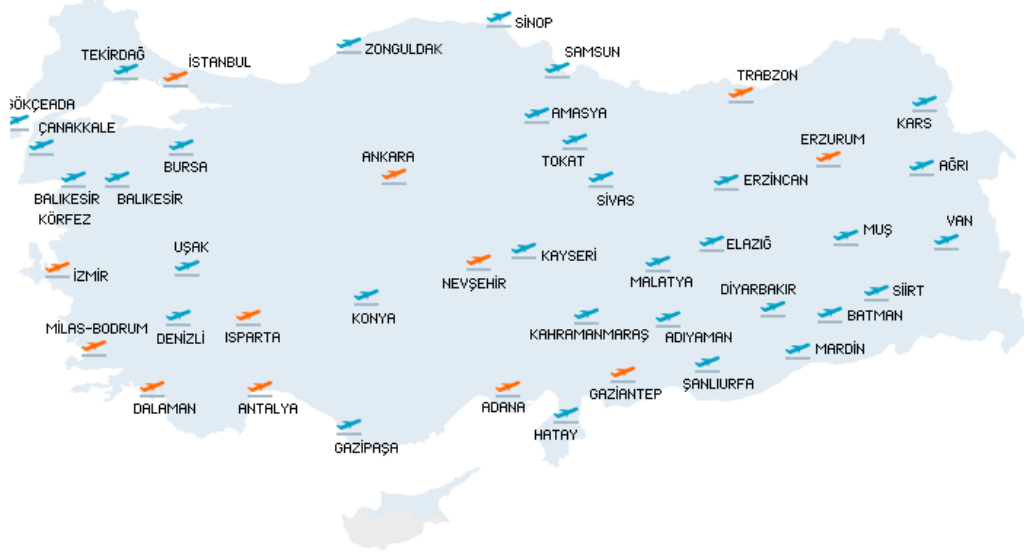 SİNOP
ZONGULDAK
SAMSUN
TEKİRDAĞ
İSTANBUL
TRABZON
GÖKÇEADA
ÇANAKKALE
AMASYA
KARS
BURSA
ANKARA
TOKAT
ERZURUM
AĞRI
BALIKESİR
KÖRFEZ
BALIKESİR
SİVAS
ERZİNCAN
VAN
UŞAK
MUŞ
ELAZIĞ
KAYSERİ
İZMİR
NEVŞEHİR
MALATYA
DİYARBAKIR
SİİRT
KONYA
BATMAN
MİLAS-BODRUM
DENİZLİ
ISPARTA
KAHRAMANMARAŞ
ADIYAMAN
MARDİN
DALAMAN
ANTALYA
ADANA
GAZİANTEP
ŞANLIURFA
HATAY
GAZİPAŞA